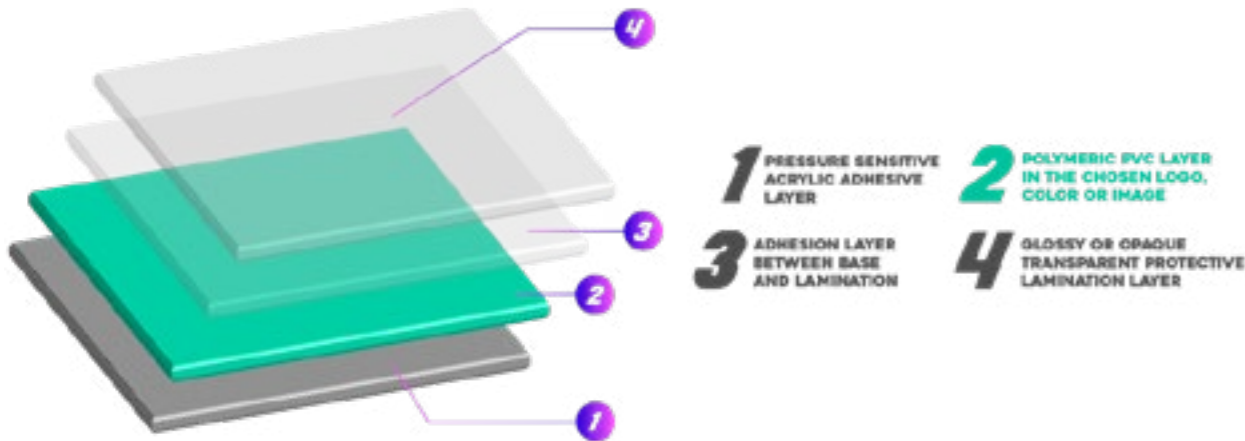 4
3
2
1
1 PRESSURE SENSITIVE
ACRYLIC ADHESIVE
LAYER
2 POLYMERIC PVC LAYER
IN THE CHOSEN LOGO,
COLOR OR IMAGE
3 ADHESION LAYER
BETWEEN BASE
AND LAMINATION
4 GLOSSY OR OPAQUE
TRANSPARENT PROTECTIVE
LAMINATION LAYER